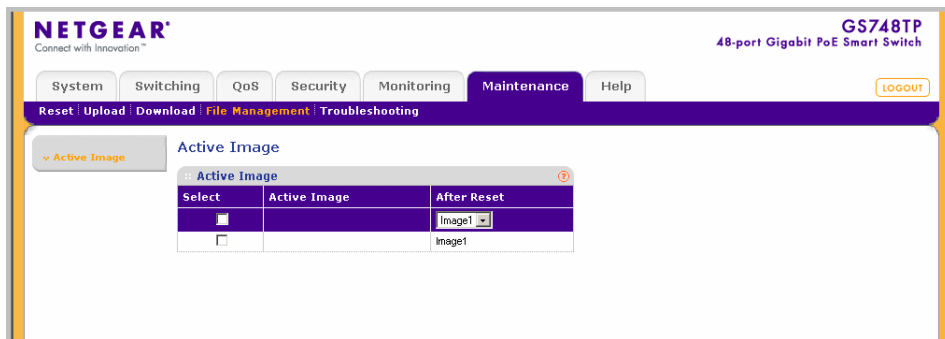 NETGEAR®
Connect with Innovation™
GS748TP
48-port Gigabit PoE Smart Switch
System Switching QoS Security Monitoring Maintenance Help
LOGOUT
Reset Upload Download File Management Troubleshooting
Active Image
Active Image
Active Image ?
Select Active Image After Reset
Image1
Image1